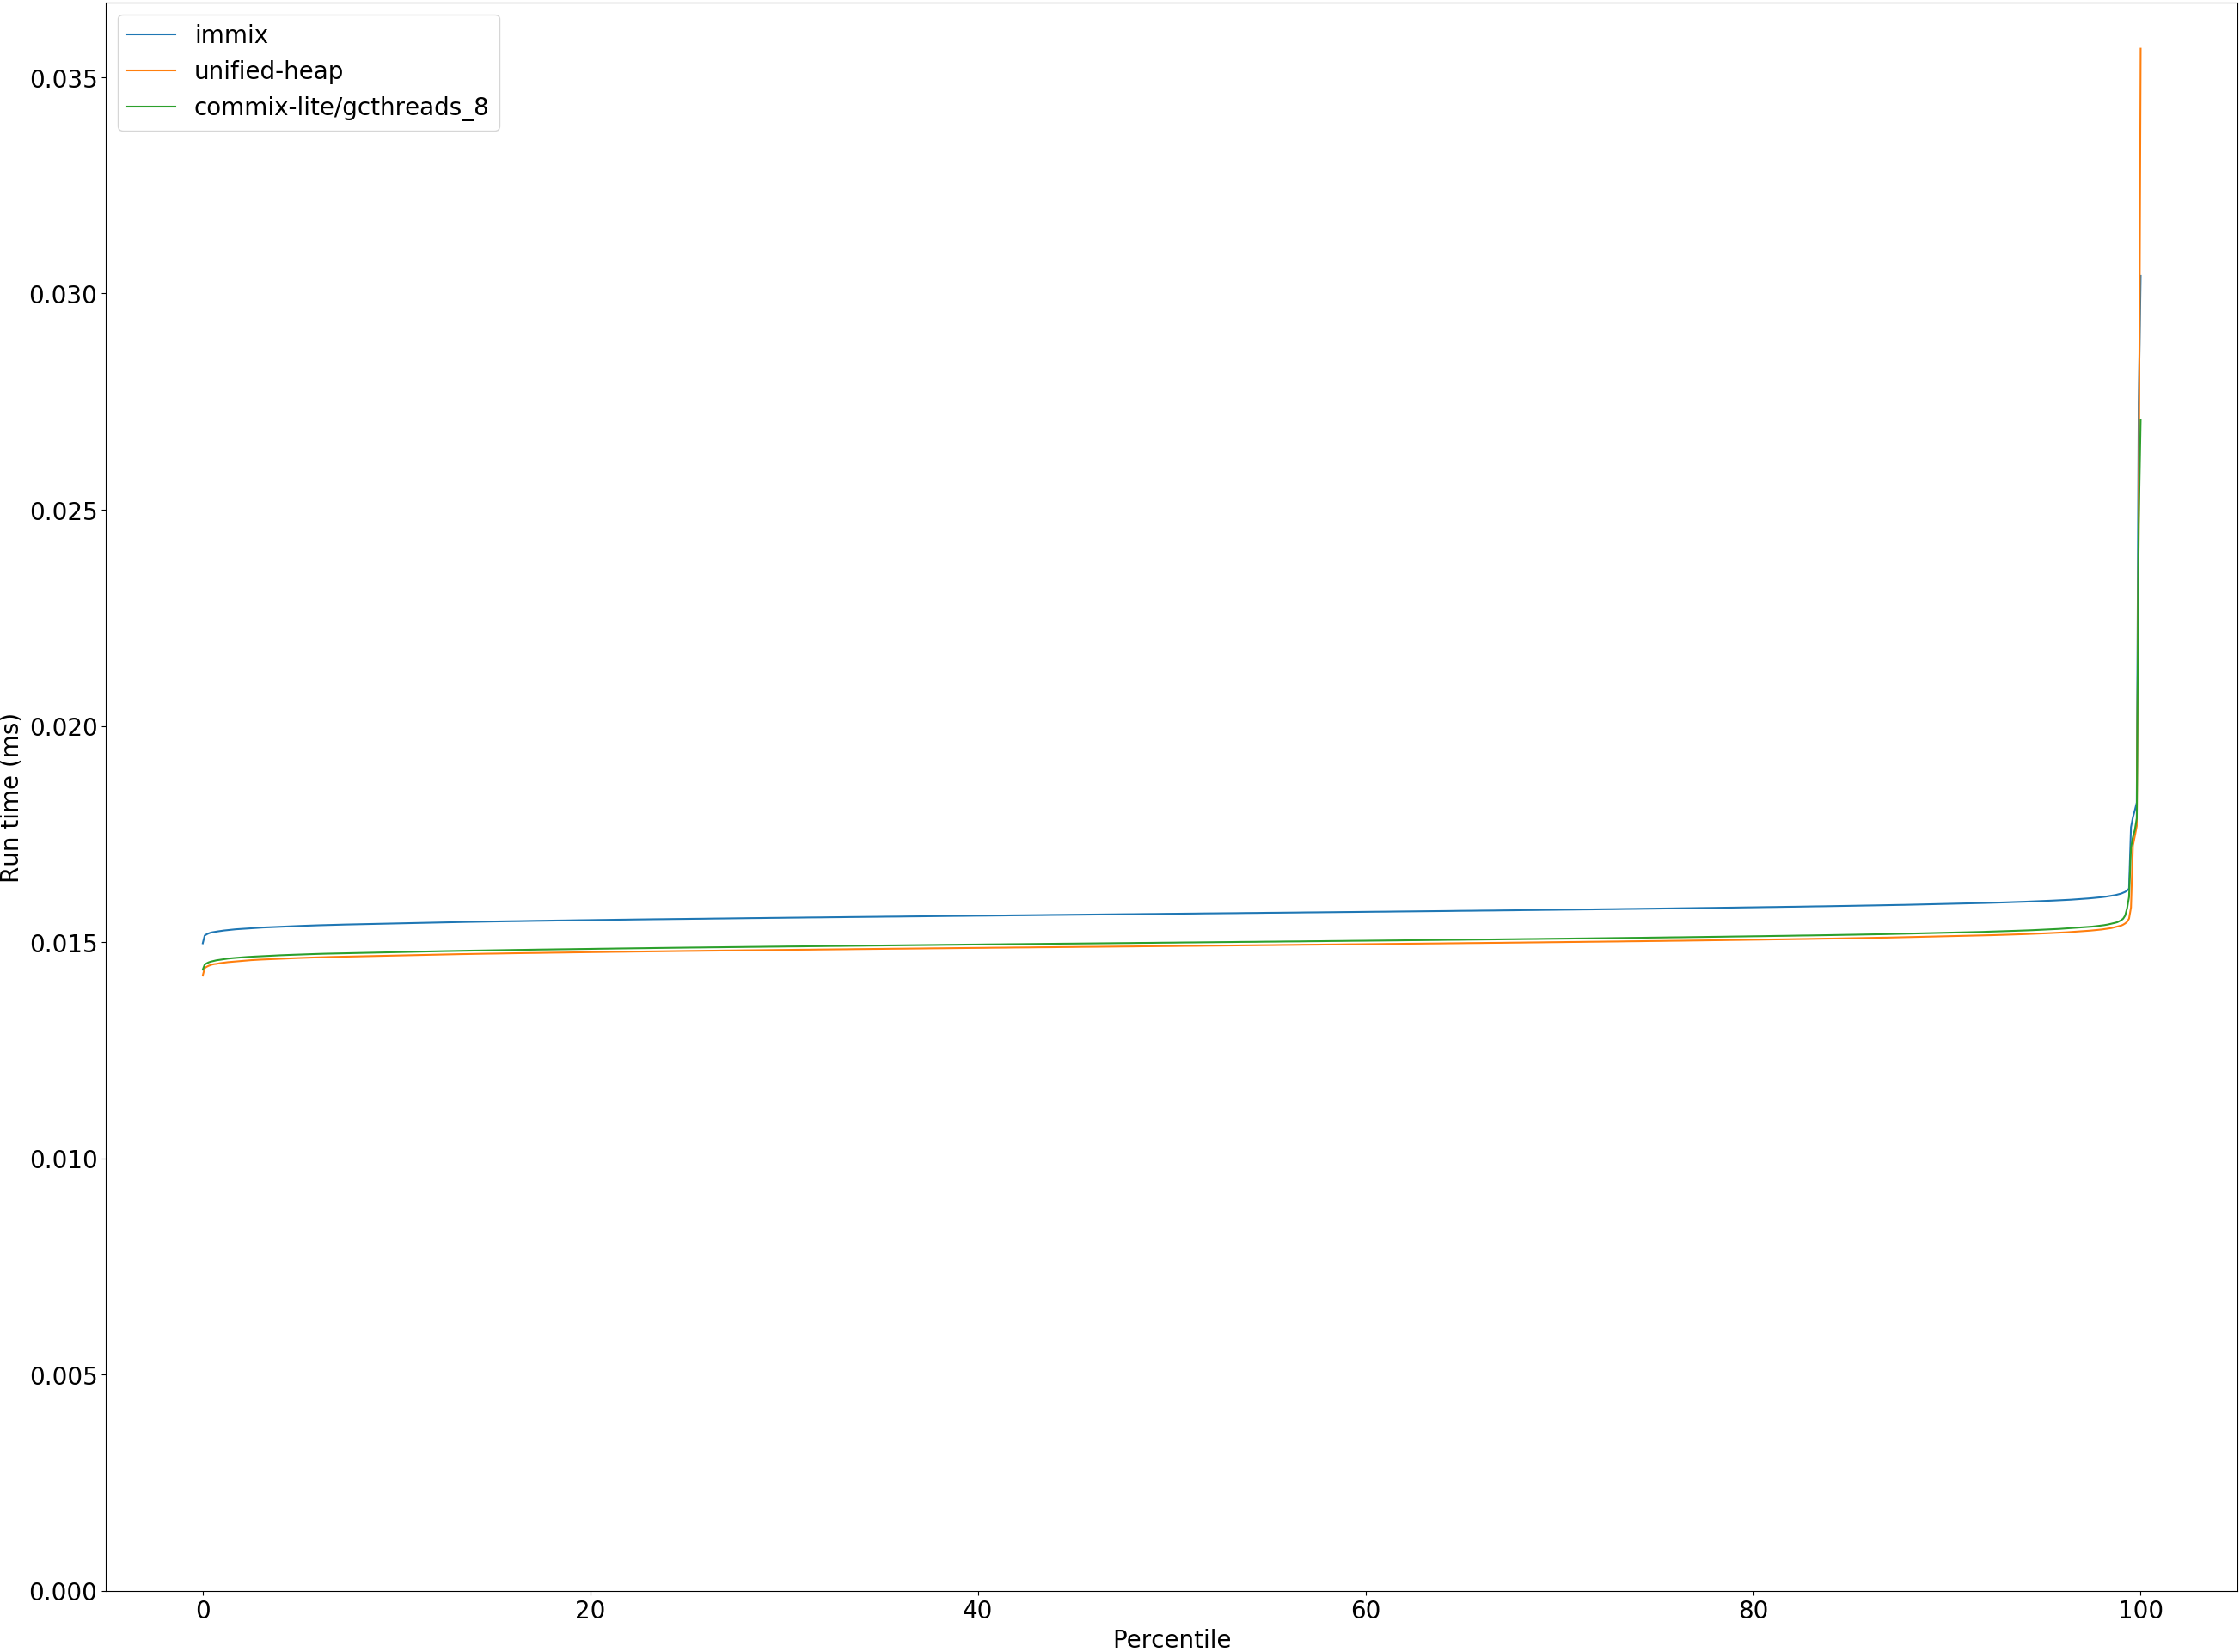 immix
unified-heap
commix-lite/gcthreads_8
0.035
0.030
0.025
0.020
0.015
0.010
0.005
0.000
Run time (ms)
0 20 40 60 80 100
Percentile